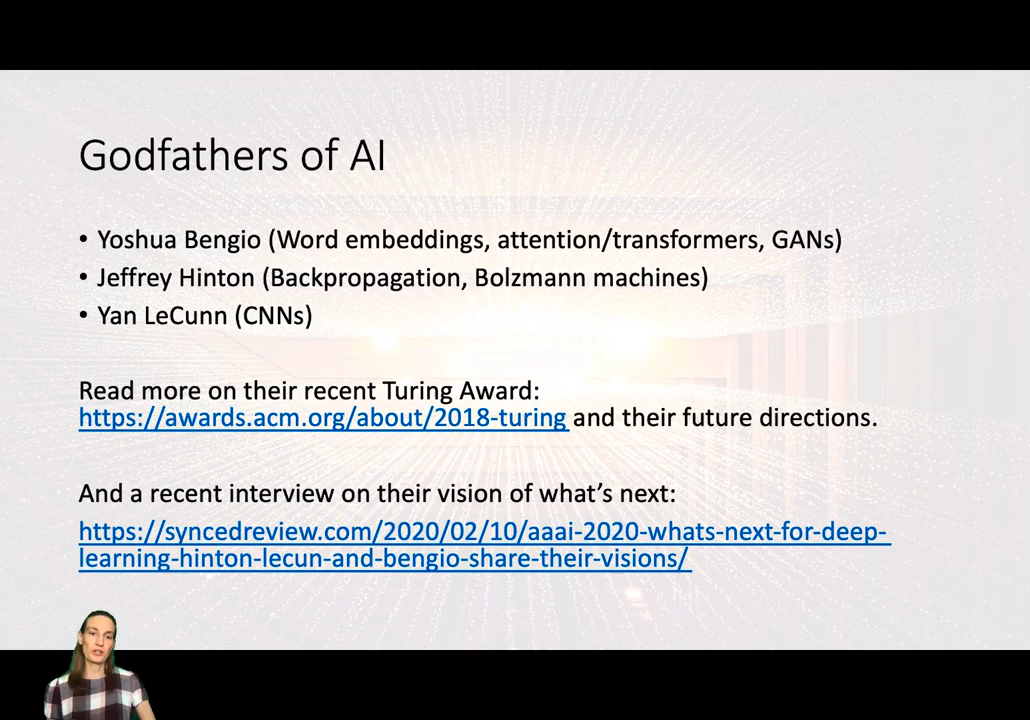 Godfathers of AI
• Yoshua Bengio (Word embeddings, attention/transformers, GANs)
• Jeffrey Hinton (Backpropagation, Bolzmann machines)
• Yan LeCunn (CNNs)
Read more on their recent Turing Award:
https://awards.acm.org/about/2018-turing and their future directions.
And a recent interview on their vision of what’s next:
https://syncedreview.com/2020/02/10/aaai-2020-whats-next-for-deep-
learning-hinton-lecun-and-bengio-share-their-visions/